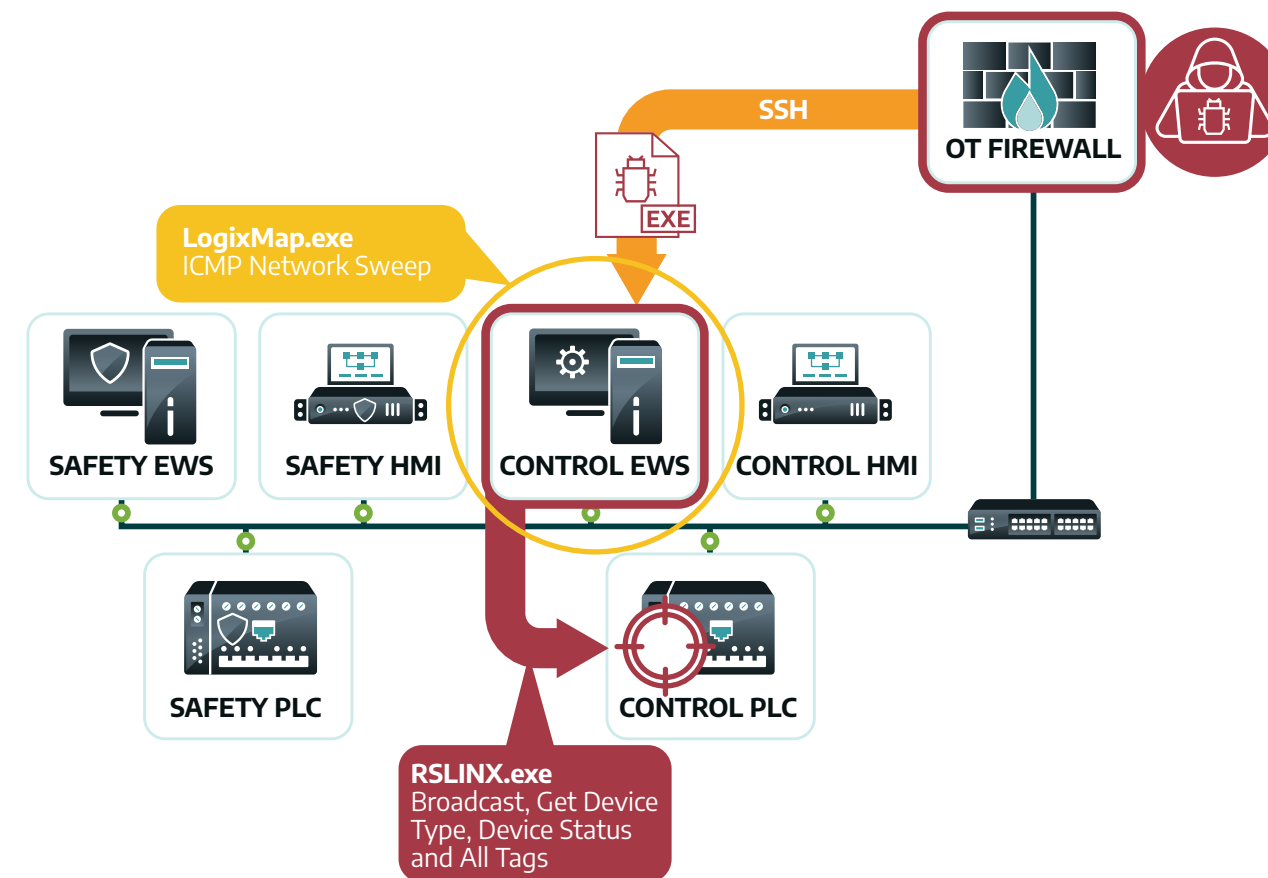 SSH
OT FIREWALL
EXE
LogixMap.exe
ICMP Network Sweep
SAFETY EWS
SAFETY HMI
CONTROL EWS
CONTROL HMI
SAFETY PLC
CONTROL PLC
RSLINX.exe
Broadcast, Get Device
Type, Device Status
and All Tags